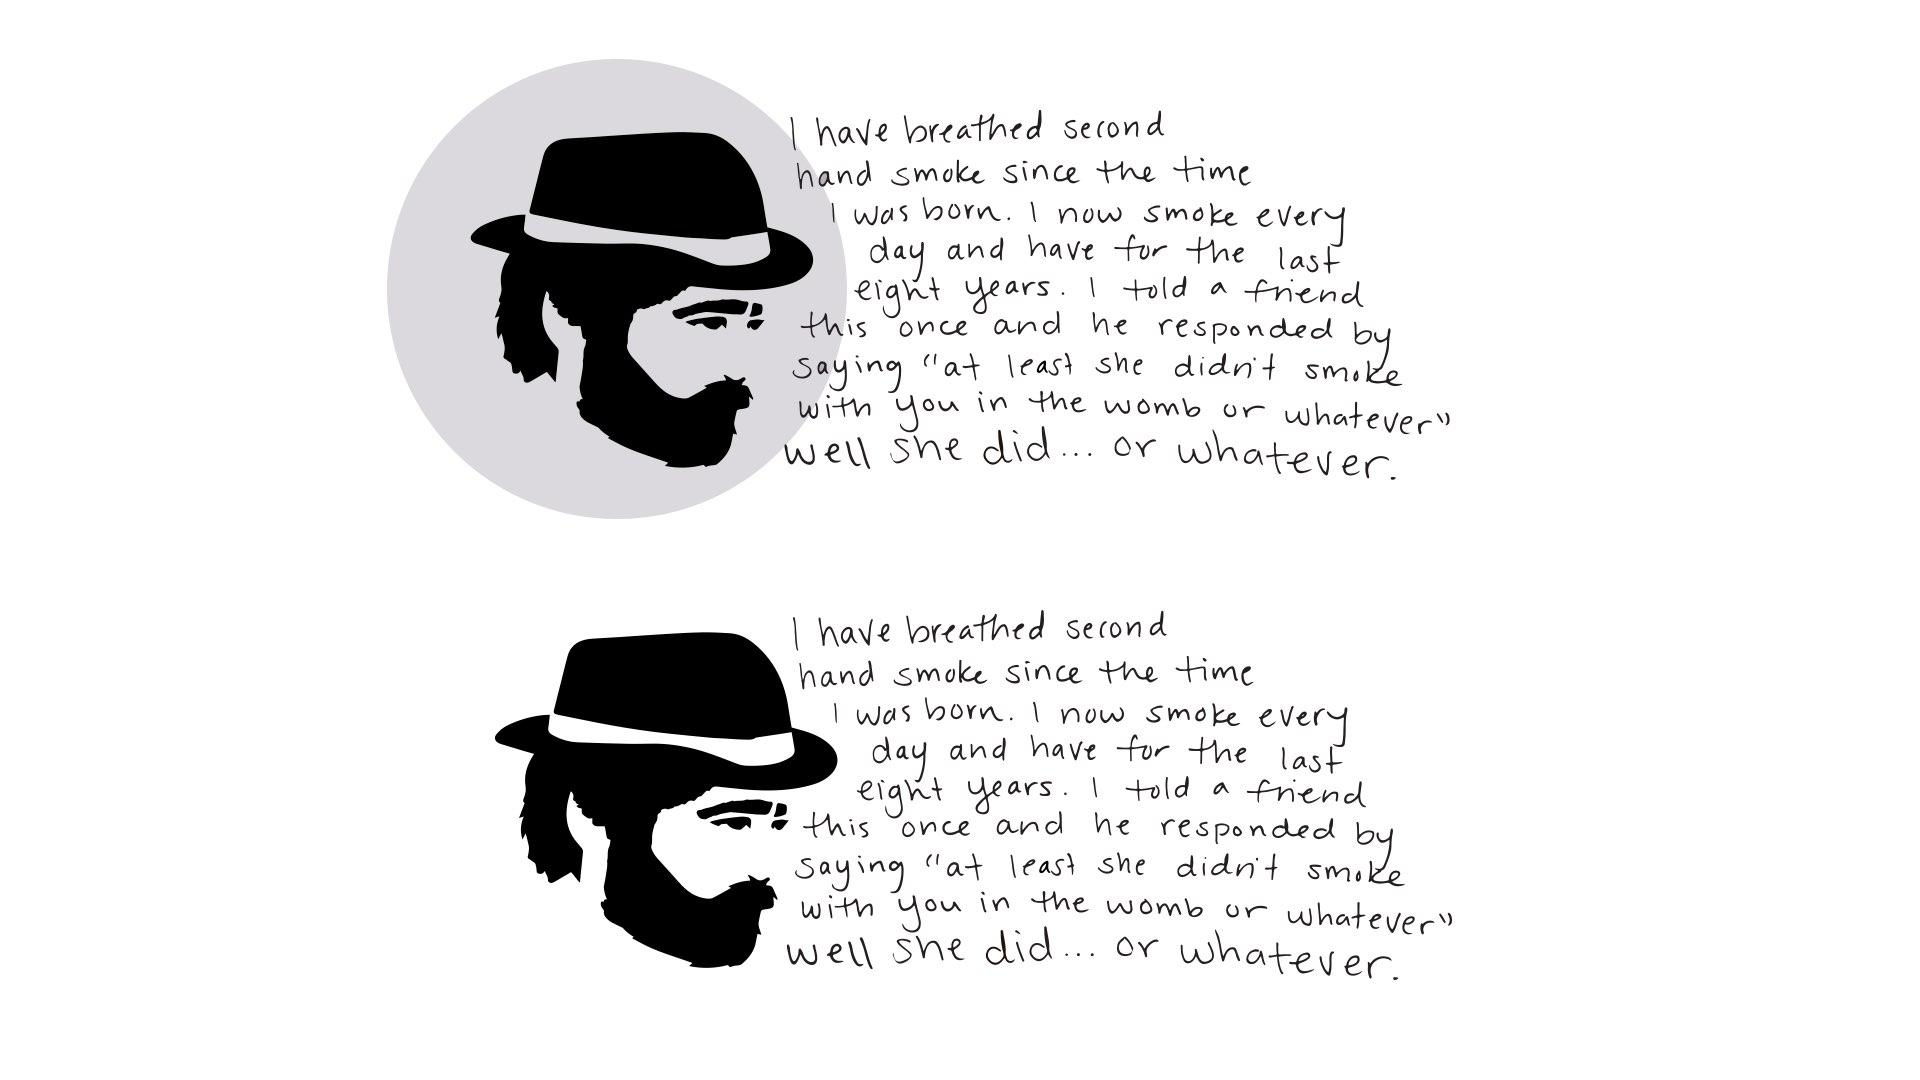 I have breathed second
hand smoke since the time
I was born. I now smoke every
day and have for the last
eight years. I told a friend
this once and he responded by
saying "at least she didn't smoke
with you in the womb or whatever"
well she did... or whatever.
I have breathed second
hand smoke since the time
I was born. I now smoke every
day and have for the last
eight years. I told a friend
this once and he responded by
saying "at least she didn't smoke
with you in the womb or whatever"
well she did... or whatever.